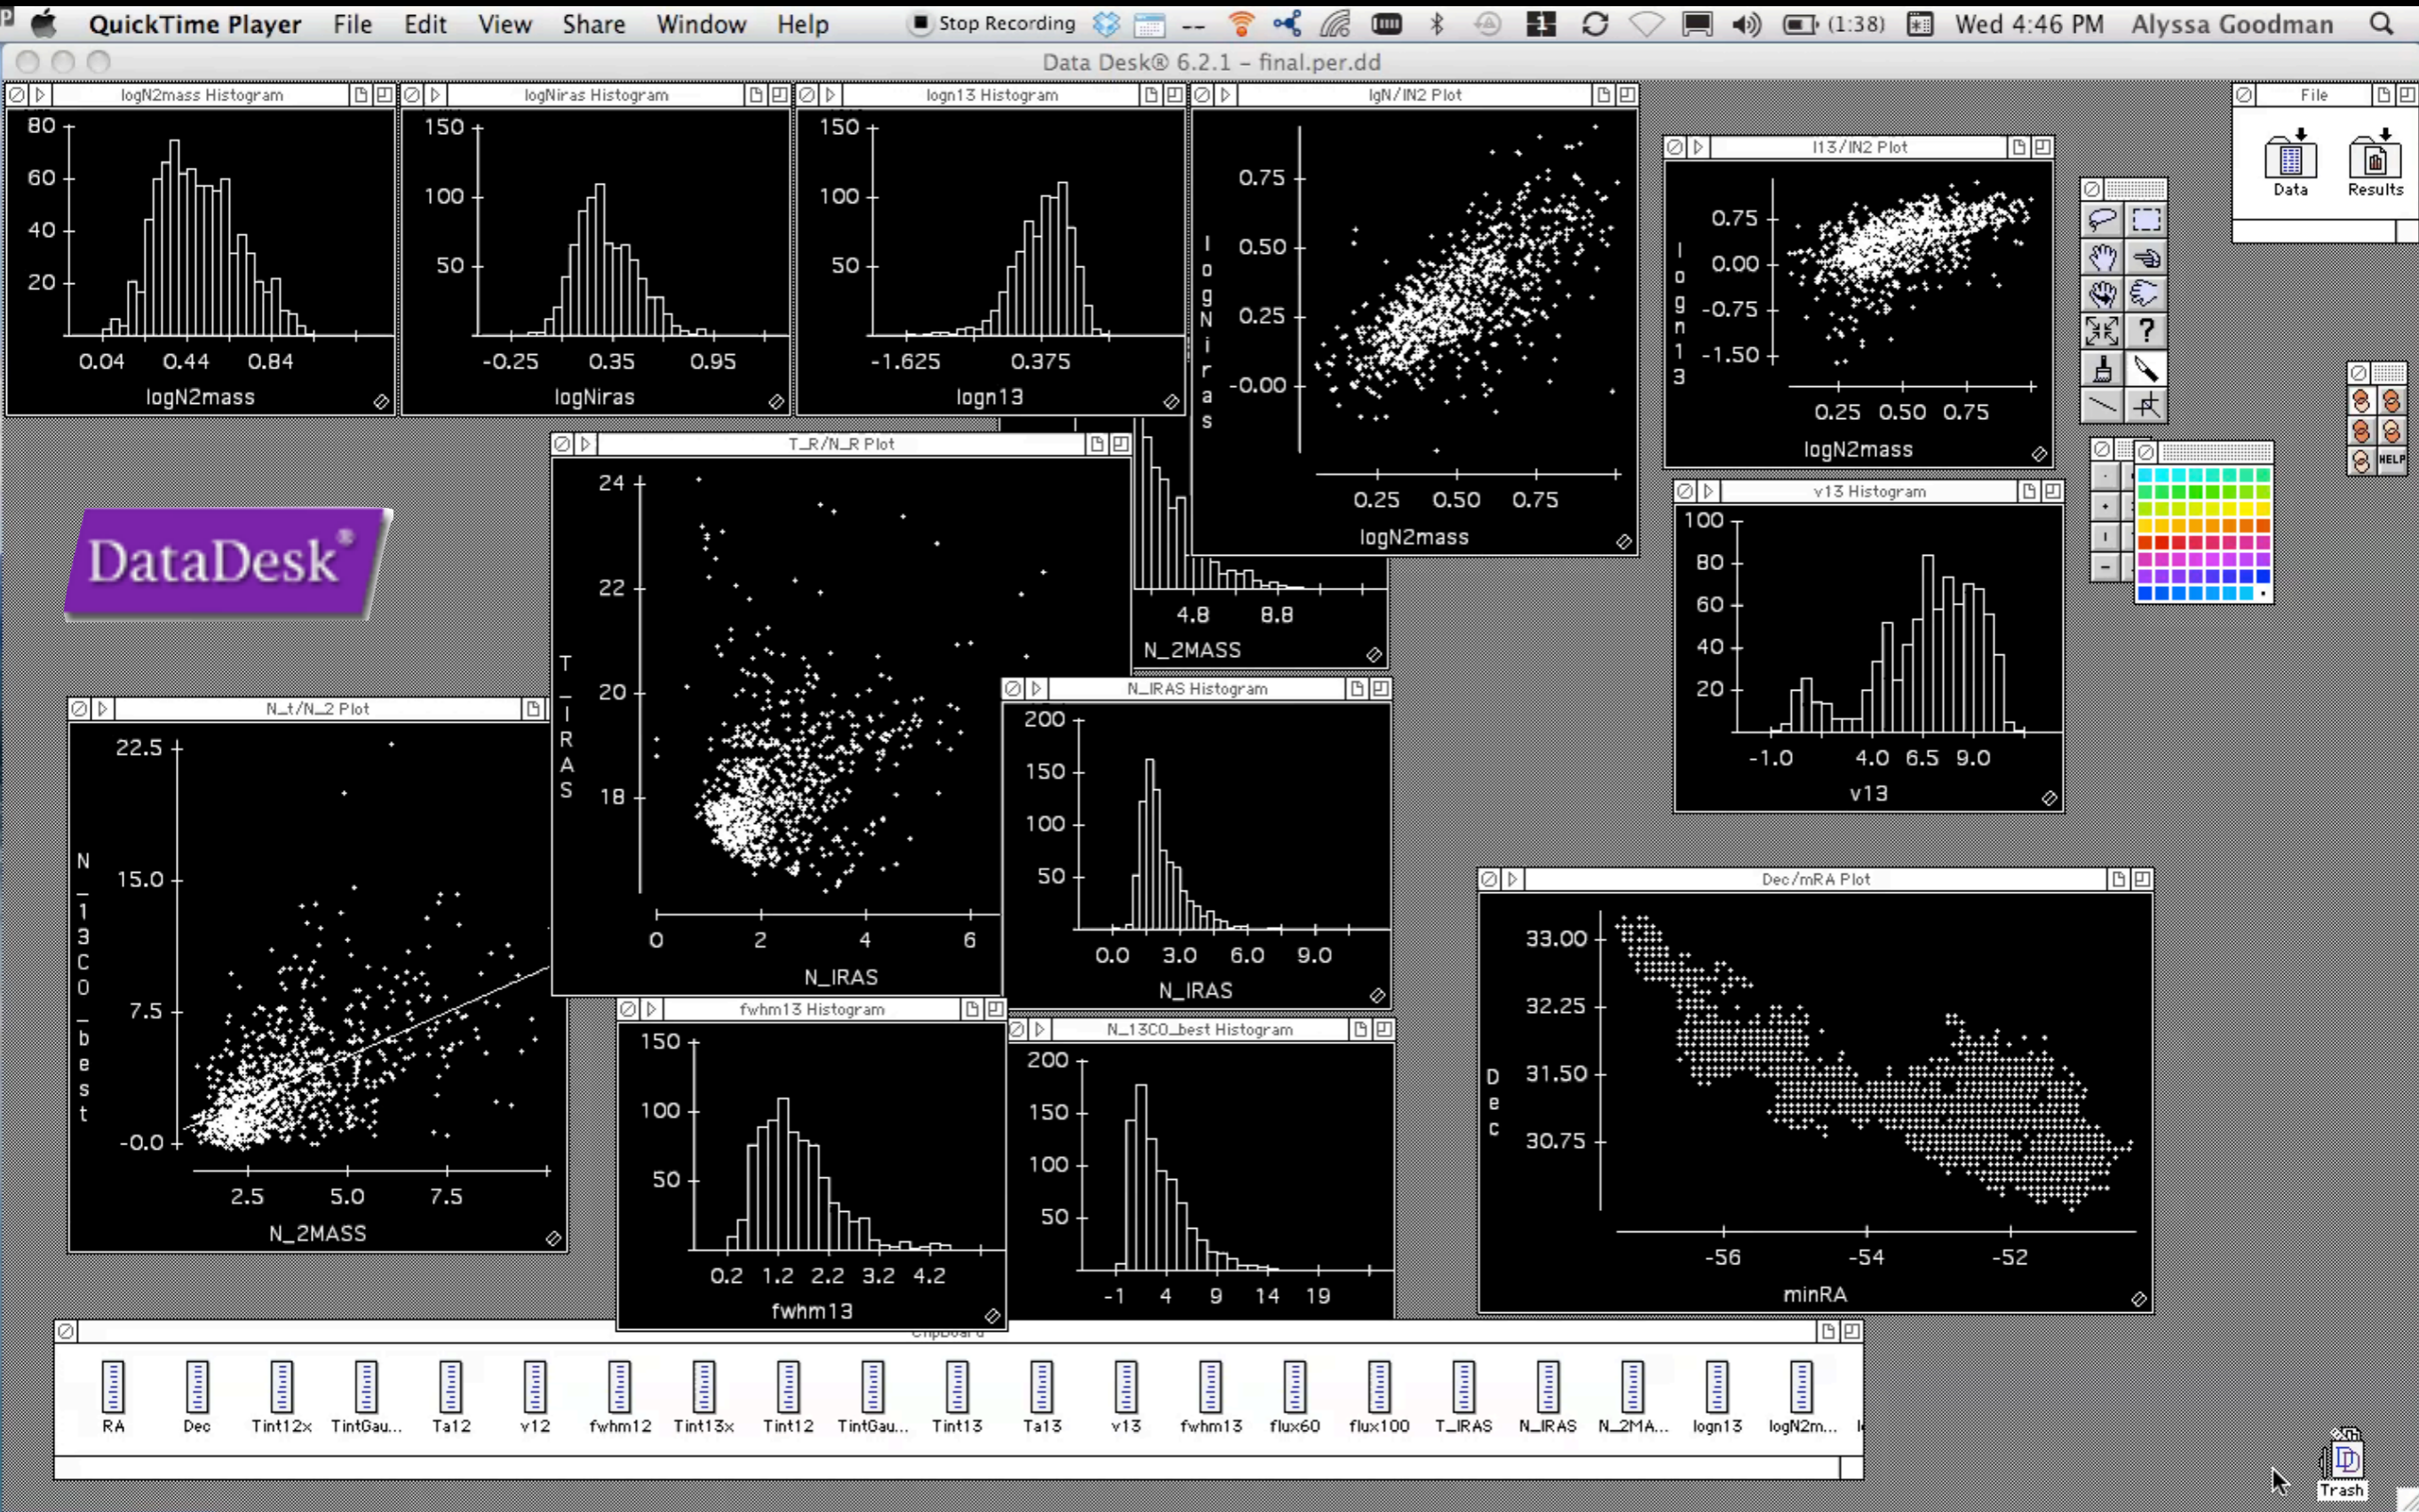 QuickTime Player File Edit View Share Window Help Stop Recording -- 1 (1:38) Wed 4:46 PM Alyssa Goodman
Data Desk® 6.2.1 – final.per.dd
logN2mass Histogram
80
60
40
20
0.04 0.44 0.84
logN2mass
logNiras Histogram
150
100
50
-0.25 0.35 0.95
logNiras
logn13 Histogram
150
100
50
-1.625 0.375
logn13
lgN/lN2 Plot
logNiras
0.75
0.50
0.25
-0.00
0.25 0.50 0.75
logN2mass
l13/lN2 Plot
logn13
0.75
0.00
-0.75
-1.50
0.25 0.50 0.75
logN2mass
File
Data Results
?
HELP
DataDesk®
T_R/N_R Plot
T_IRAS
24
22
20
18
0 2 4 6
N_IRAS
4.8 8.8
N_2MASS
v13 Histogram
100
80
60
40
20
-1.0 4.0 6.5 9.0
v13
N_t/N_2 Plot
N_13CO_best
22.5
15.0
7.5
-0.0
2.5 5.0 7.5
N_2MASS
N_IRAS Histogram
200
150
100
50
0.0 3.0 6.0 9.0
N_IRAS
fwhm13 Histogram
150
100
50
0.2 1.2 2.2 3.2 4.2
fwhm13
N_13CO_best Histogram
200
150
100
50
-1 4 9 14 19
Dec/mRA Plot
Dec
33.00
32.25
31.50
30.75
-56 -54 -52
minRA
Clipboard
RA Dec Tint12x TintGau... Ta12 v12 fwhm12 Tint13x Tint12 TintGau... Tint13 Ta13 v13 fwhm13 flux60 flux100 T_IRAS N_IRAS N_2MA... logn13 logN2m...
Trash